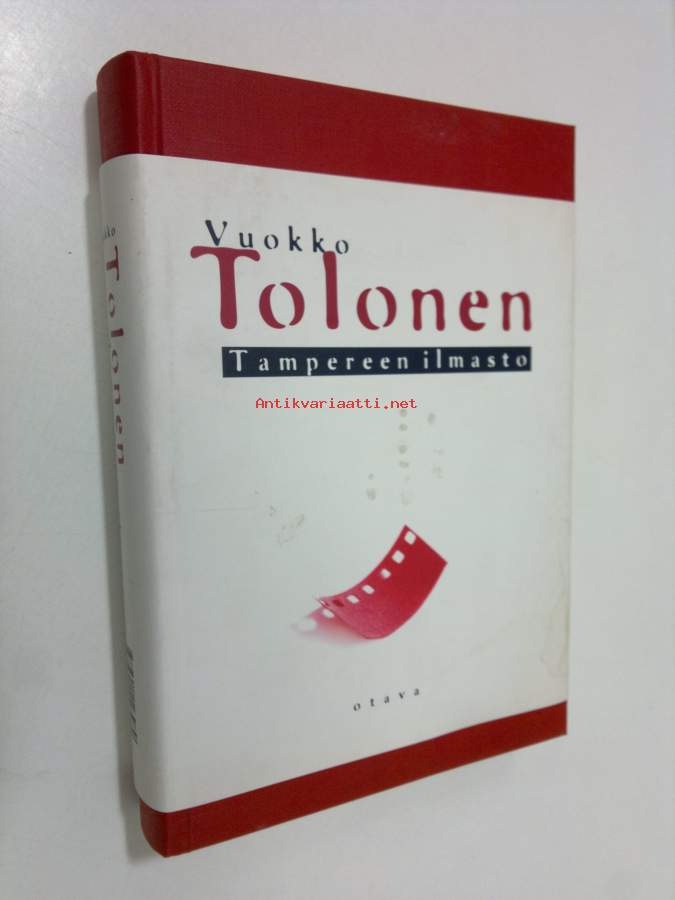 Vuokko
Tolonen
Tampereen ilmasto
Antikvariaatti.net
otava
Tolonen